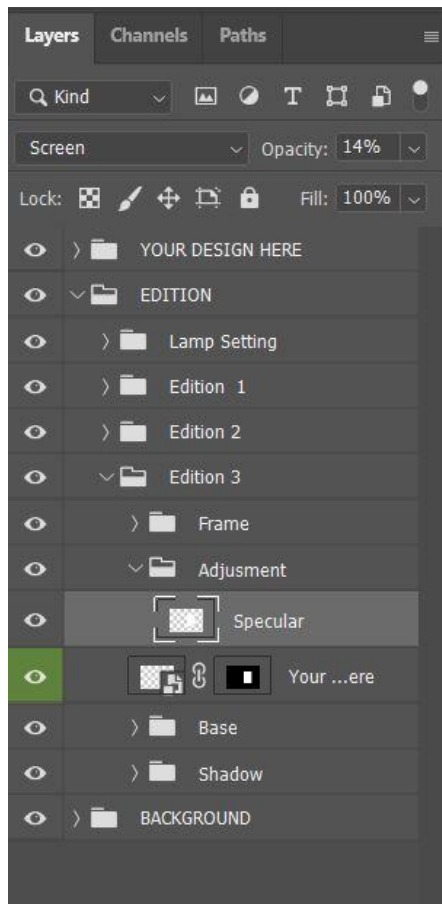 Layers Channels Paths
Kind T
Screen Opacity: 14%
Lock: Fill: 100%
YOUR DESIGN HERE
EDITION
Lamp Setting
Edition 1
Edition 2
Edition 3
Frame
Adjusment
Specular
Your ...ere
Base
Shadow
BACKGROUND